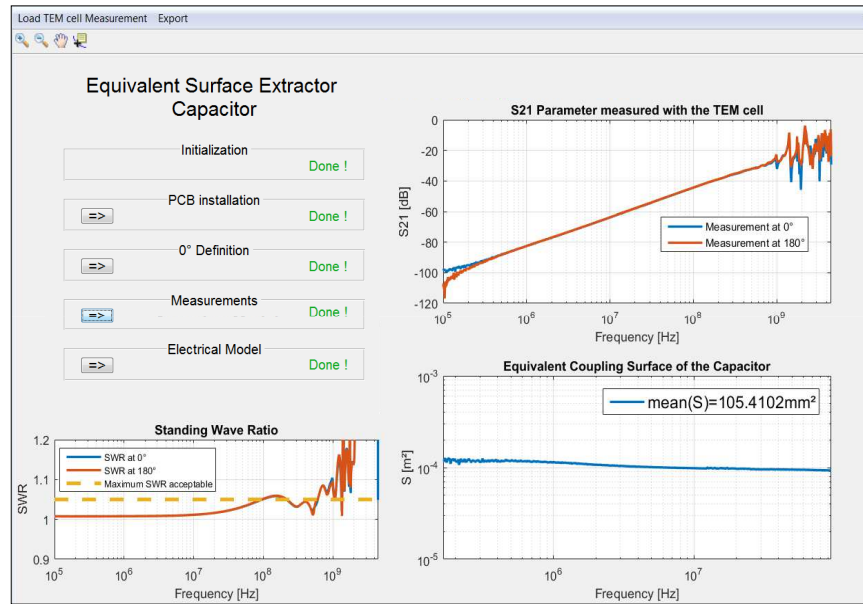 Load TEM cell Measurement Export
Equivalent Surface Extractor
Capacitor
Initialization
Done !
PCB installation
=> Done !
0° Definition
=> Done !
Measurements
=> Done !
Electrical Model
=> Done !
S21 Parameter measured with the TEM cell
S21 [dB]
0
-20
-40
-60
-80
-100
-120
Measurement at 0°
Measurement at 180°
10⁵ 10⁶ 10⁷ 10⁸ 10⁹
Frequency [Hz]
Standing Wave Ratio
SWR
1.2
1.1
1
0.9
SWR at 0°
SWR at 180°
Maximum SWR acceptable
10⁵ 10⁶ 10⁷ 10⁸ 10⁹
Frequency [Hz]
Equivalent Coupling Surface of the Capacitor
S [m²]
10⁻³
10⁻⁴
10⁻⁵
mean(S)=105.4102mm²
10⁶ 10⁷
Frequency [Hz]